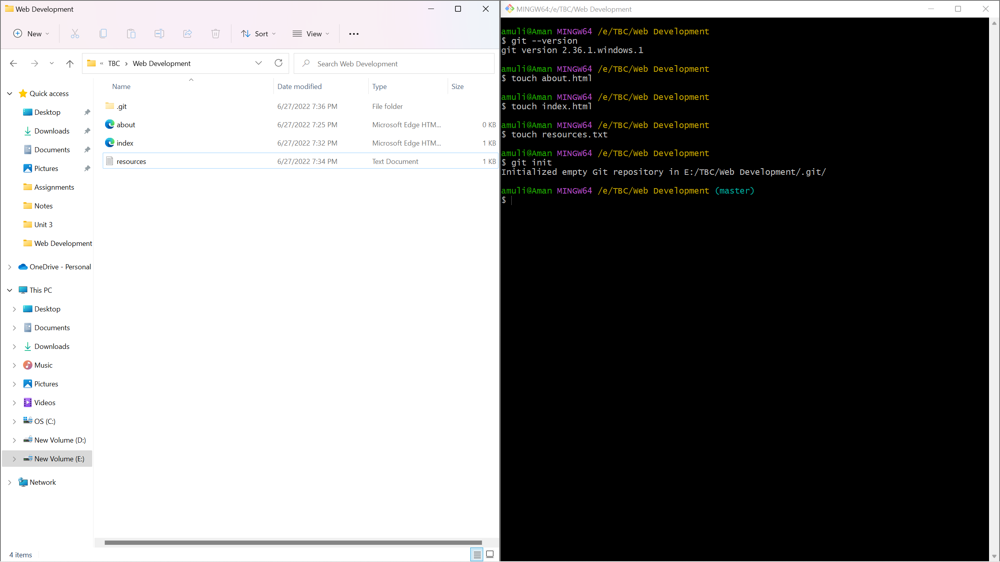 Web Development
New
Sort
View
« TBC > Web Development
Search Web Development
Name Date modified Type Size
.git 6/27/2022 7:36 PM File folder
about 6/27/2022 7:25 PM Microsoft Edge HTM... 0 KB
index 6/27/2022 7:32 PM Microsoft Edge HTM... 1 KB
resources 6/27/2022 7:34 PM Text Document 1 KB
Quick access
Desktop
Downloads
Documents
Pictures
Assignments
Notes
Unit 3
Web Development
OneDrive - Personal
This PC
Desktop
Documents
Downloads
Music
Pictures
Videos
OS (C:)
New Volume (D:)
New Volume (E:)
Network
4 items
MINGW64:/e/TBC/Web Development
amuli@Aman MINGW64 /e/TBC/Web Development
$ git --version
git version 2.36.1.windows.1
amuli@Aman MINGW64 /e/TBC/Web Development
$ touch about.html
amuli@Aman MINGW64 /e/TBC/Web Development
$ touch index.html
amuli@Aman MINGW64 /e/TBC/Web Development
$ touch resources.txt
amuli@Aman MINGW64 /e/TBC/Web Development
$ git init
Initialized empty Git repository in E:/TBC/Web Development/.git/
amuli@Aman MINGW64 /e/TBC/Web Development (master)
$